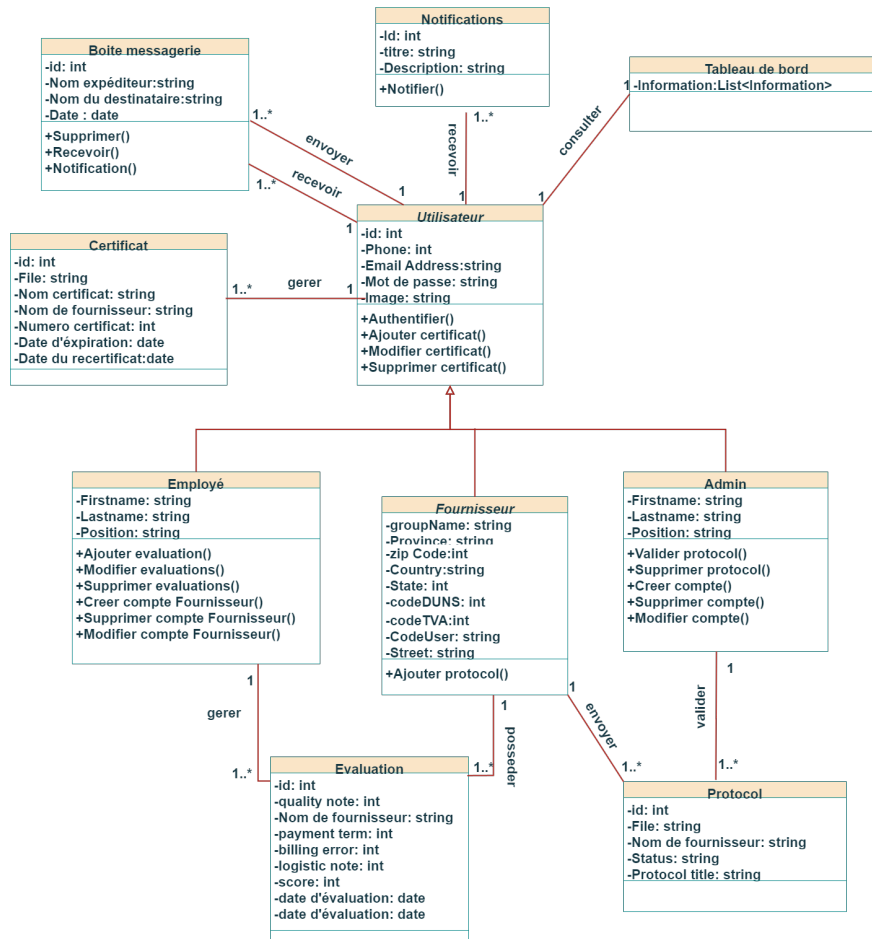 Notifications
-Id: int
-titre: string
-Description: string
+Notifier()
Boite messagerie
-id: int
-Nom expéditeur:string
-Nom du destinataire:string
-Date : date
+Supprimer()
+Recevoir()
+Notification()
Tableau de bord
-Information:List<Information>
1..*
envoyer
1
1..*
recevoir
1
1..*
recevoir
1
1
consulter
1
Utilisateur
-id: int
-Phone: int
-Email Address:string
-Mot de passe: string
-Image: string
+Authentifier()
+Ajouter certificat()
+Modifier certificat()
+Supprimer certificat()
Certificat
-id: int
-File: string
-Nom certificat: string
-Nom de fournisseur: string
-Numero certificat: int
-Date d'éxpiration: date
-Date du recertificat:date
1..*
gerer
1
Employé
-Firstname: string
-Lastname: string
-Position: string
+Ajouter evaluation()
+Modifier evaluations()
+Supprimer evaluations()
+Creer compte Fournisseur()
+Supprimer compte Fournisseur()
+Modifier compte Fournisseur()
Fournisseur
-groupName: string
-Province: string
-zip Code:int
-Country:string
-State: int
-codeDUNS: int
-codeTVA:int
-CodeUser: string
-Street: string
+Ajouter protocol()
Admin
-Firstname: string
-Lastname: string
-Position: string
+Valider protocol()
+Supprimer protocol()
+Creer compte()
+Supprimer compte()
+Modifier compte()
1
gerer
1..*
1
posseder
1..*
1
envoyer
1..*
1
valider
1..*
Evaluation
-id: int
-quality note: int
-Nom de fournisseur: string
-payment term: int
-billing error: int
-logistic note: int
-score: int
-date d'évaluation: date
-date d'évaluation: date
Protocol
-id: int
-File: string
-Nom de fournisseur: string
-Status: string
-Protocol title: string